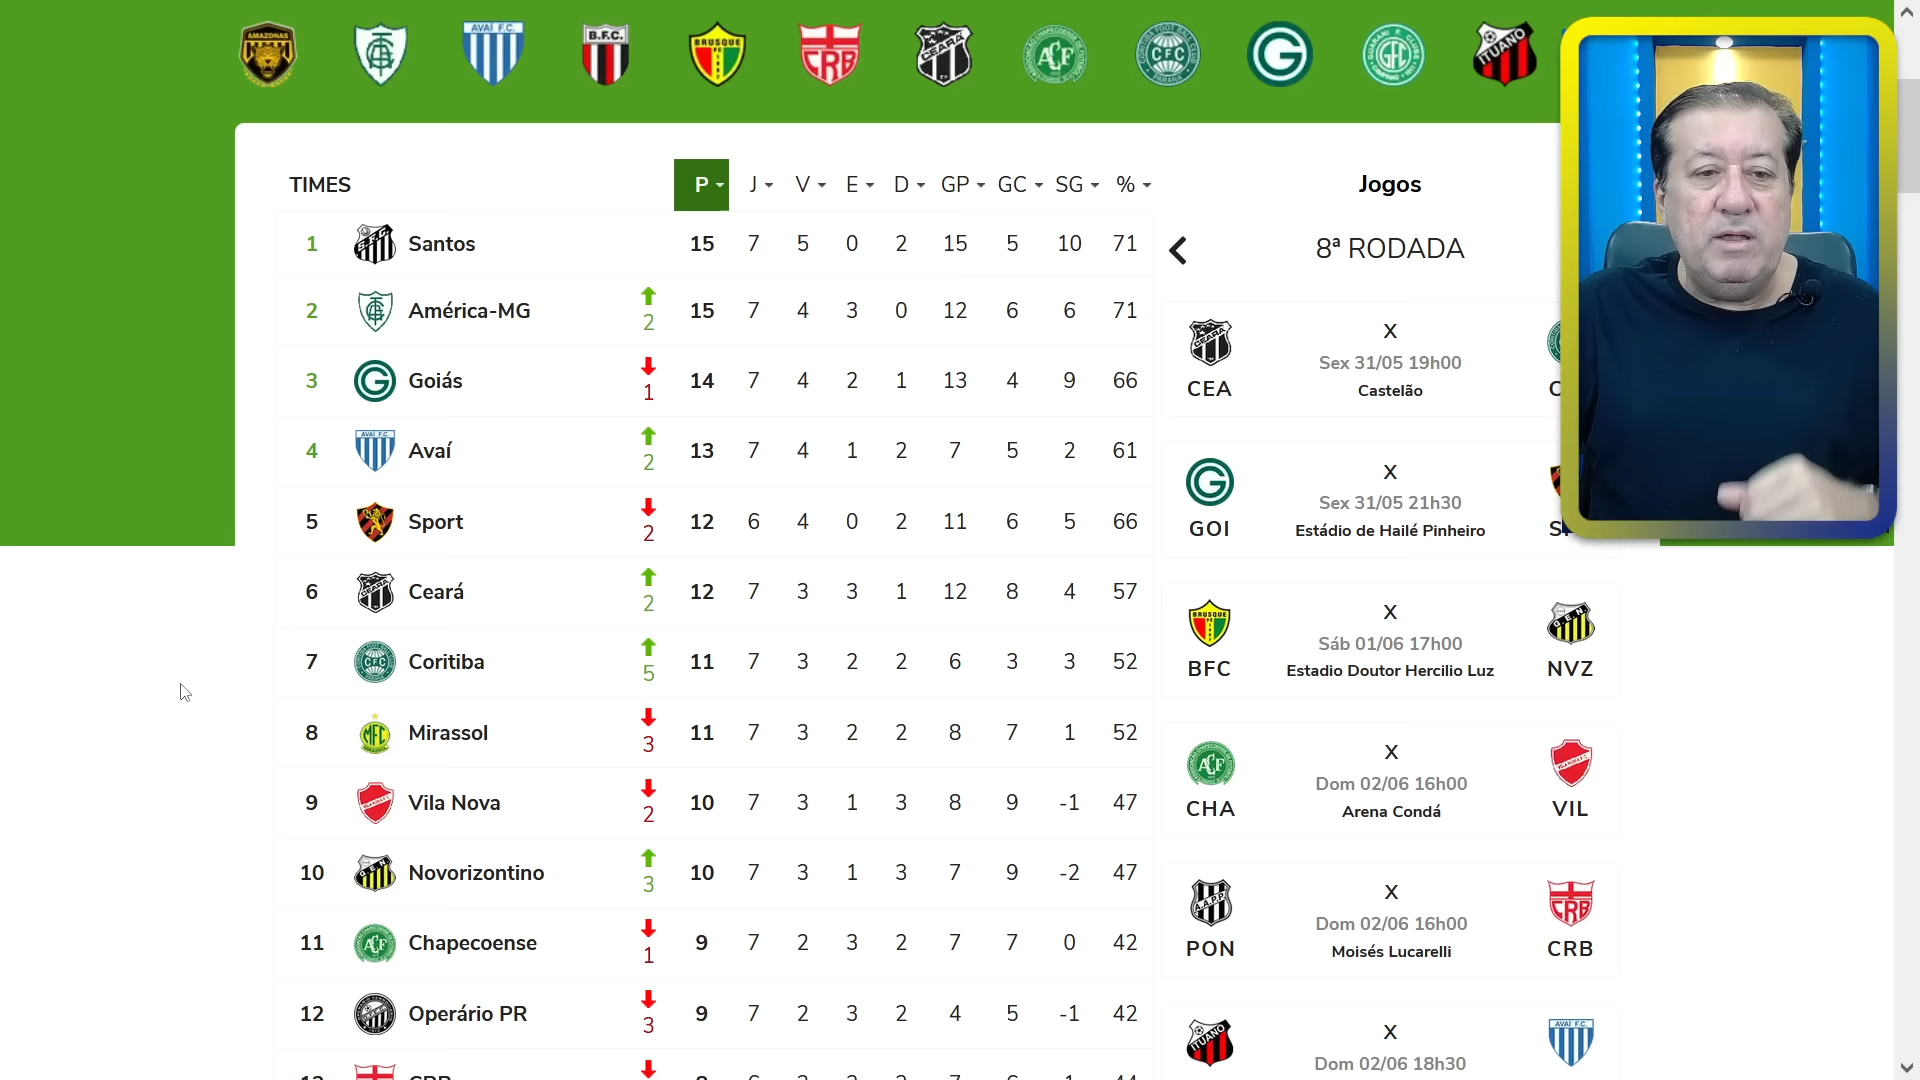 AMAZONAS
AVAÍ F.C.
B.F.C.
BRUSQUE
CRB
CEARÁ
ACF
CFC
G
GFC
ITUANO
TIMES P J V E D GP GC SG %
1 Santos 15 7 5 0 2 15 5 10 71
2 América-MG 2 15 7 4 3 0 12 6 6 71
3 Goiás 1 14 7 4 2 1 13 4 9 66
4 Avaí 2 13 7 4 1 2 7 5 2 61
5 Sport 2 12 6 4 0 2 11 6 5 66
6 Ceará 2 12 7 3 3 1 12 8 4 57
7 Coritiba 5 11 7 3 2 2 6 3 3 52
8 Mirassol 3 11 7 3 2 2 8 7 1 52
9 Vila Nova 2 10 7 3 1 3 8 9 -1 47
10 Novorizontino 3 10 7 3 1 3 7 9 -2 47
11 Chapecoense 1 9 7 2 3 2 7 7 0 42
12 Operário PR 3 9 7 2 3 2 4 5 -1 42
Jogos
8ª RODADA
X
Sex 31/05 19h00
CEA Castelão
X
Sex 31/05 21h30
GOI Estádio de Hailé Pinheiro
X
Sáb 01/06 17h00
BFC Estadio Doutor Hercilio Luz NVZ
X
Dom 02/06 16h00
CHA Arena Condá VIL
X
Dom 02/06 16h00
PON Moisés Lucarelli CRB
X
Dom 02/06 18h30